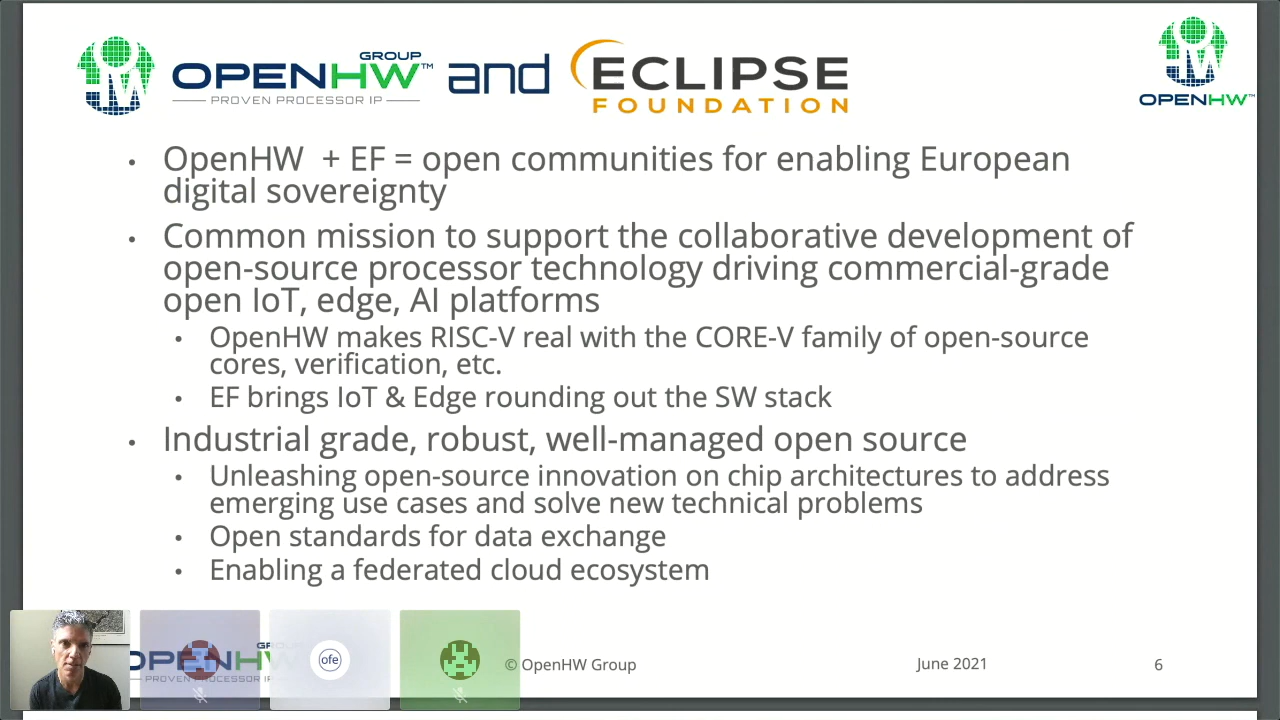 GROUP
OPENHW™ and ECLIPSE
PROVEN PROCESSOR IP
FOUNDATION
OPENHW™
• OpenHW + EF = open communities for enabling European
digital sovereignty
• Common mission to support the collaborative development of
open-source processor technology driving commercial-grade
open IoT, edge, AI platforms
• OpenHW makes RISC-V real with the CORE-V family of open-source
cores, verification, etc.
• EF brings IoT & Edge rounding out the SW stack
• Industrial grade, robust, well-managed open source
• Unleashing open-source innovation on chip architectures to address
emerging use cases and solve new technical problems
• Open standards for data exchange
• Enabling a federated cloud ecosystem
ofe
PROVEN PROCESSOR IP
© OpenHW Group
June 2021
6